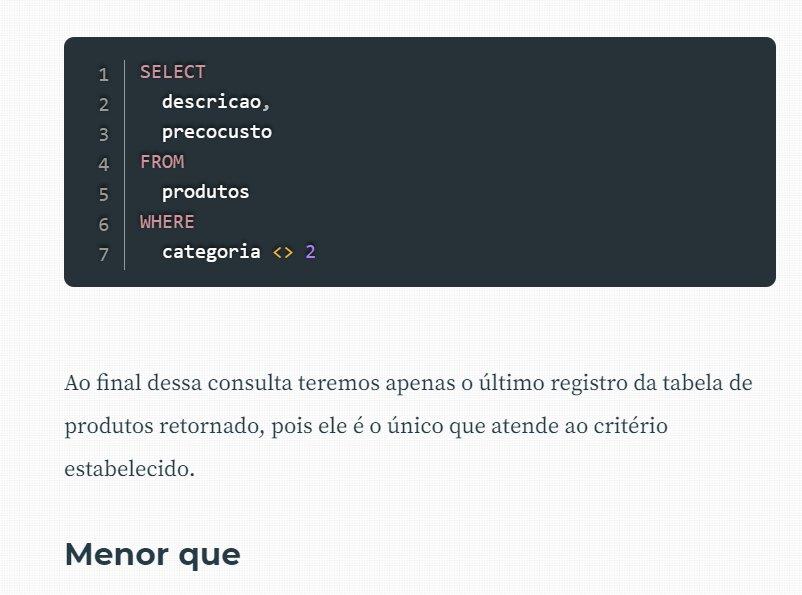 1 SELECT
2 descricao,
3 precocusto
4 FROM
5 produtos
6 WHERE
7 categoria <> 2
Ao final dessa consulta teremos apenas o último registro da tabela de
produtos retornado, pois ele é o único que atende ao critério
estabelecido.
Menor que